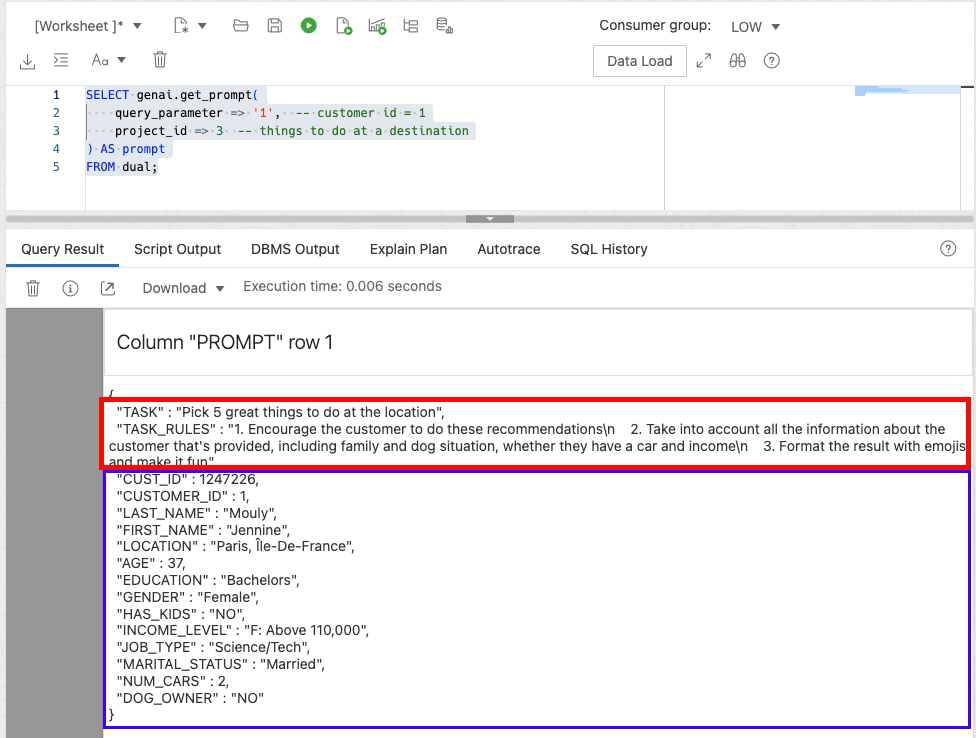 [Worksheet ]*
Consumer group: LOW
Aa
Data Load
1 SELECT genai.get_prompt(
2 query_parameter => '1', -- customer id = 1
3 project_id => 3 -- things to do at a destination
4 ) AS prompt
5 FROM dual;
Query Result Script Output DBMS Output Explain Plan Autotrace SQL History
Download Execution time: 0.006 seconds
Column "PROMPT" row 1
{
"TASK" : "Pick 5 great things to do at the location",
"TASK_RULES" : "1. Encourage the customer to do these recommendations\n 2. Take into account all the information about the
customer that's provided, including family and dog situation, whether they have a car and income\n 3. Format the result with emojis
and make it fun"
"CUST_ID" : 1247226,
"CUSTOMER_ID" : 1,
"LAST_NAME" : "Mouly",
"FIRST_NAME" : "Jennine",
"LOCATION" : "Paris, Île-De-France",
"AGE" : 37,
"EDUCATION" : "Bachelors",
"GENDER" : "Female",
"HAS_KIDS" : "NO",
"INCOME_LEVEL" : "F: Above 110,000",
"JOB_TYPE" : "Science/Tech",
"MARITAL_STATUS" : "Married",
"NUM_CARS" : 2,
"DOG_OWNER" : "NO"
}